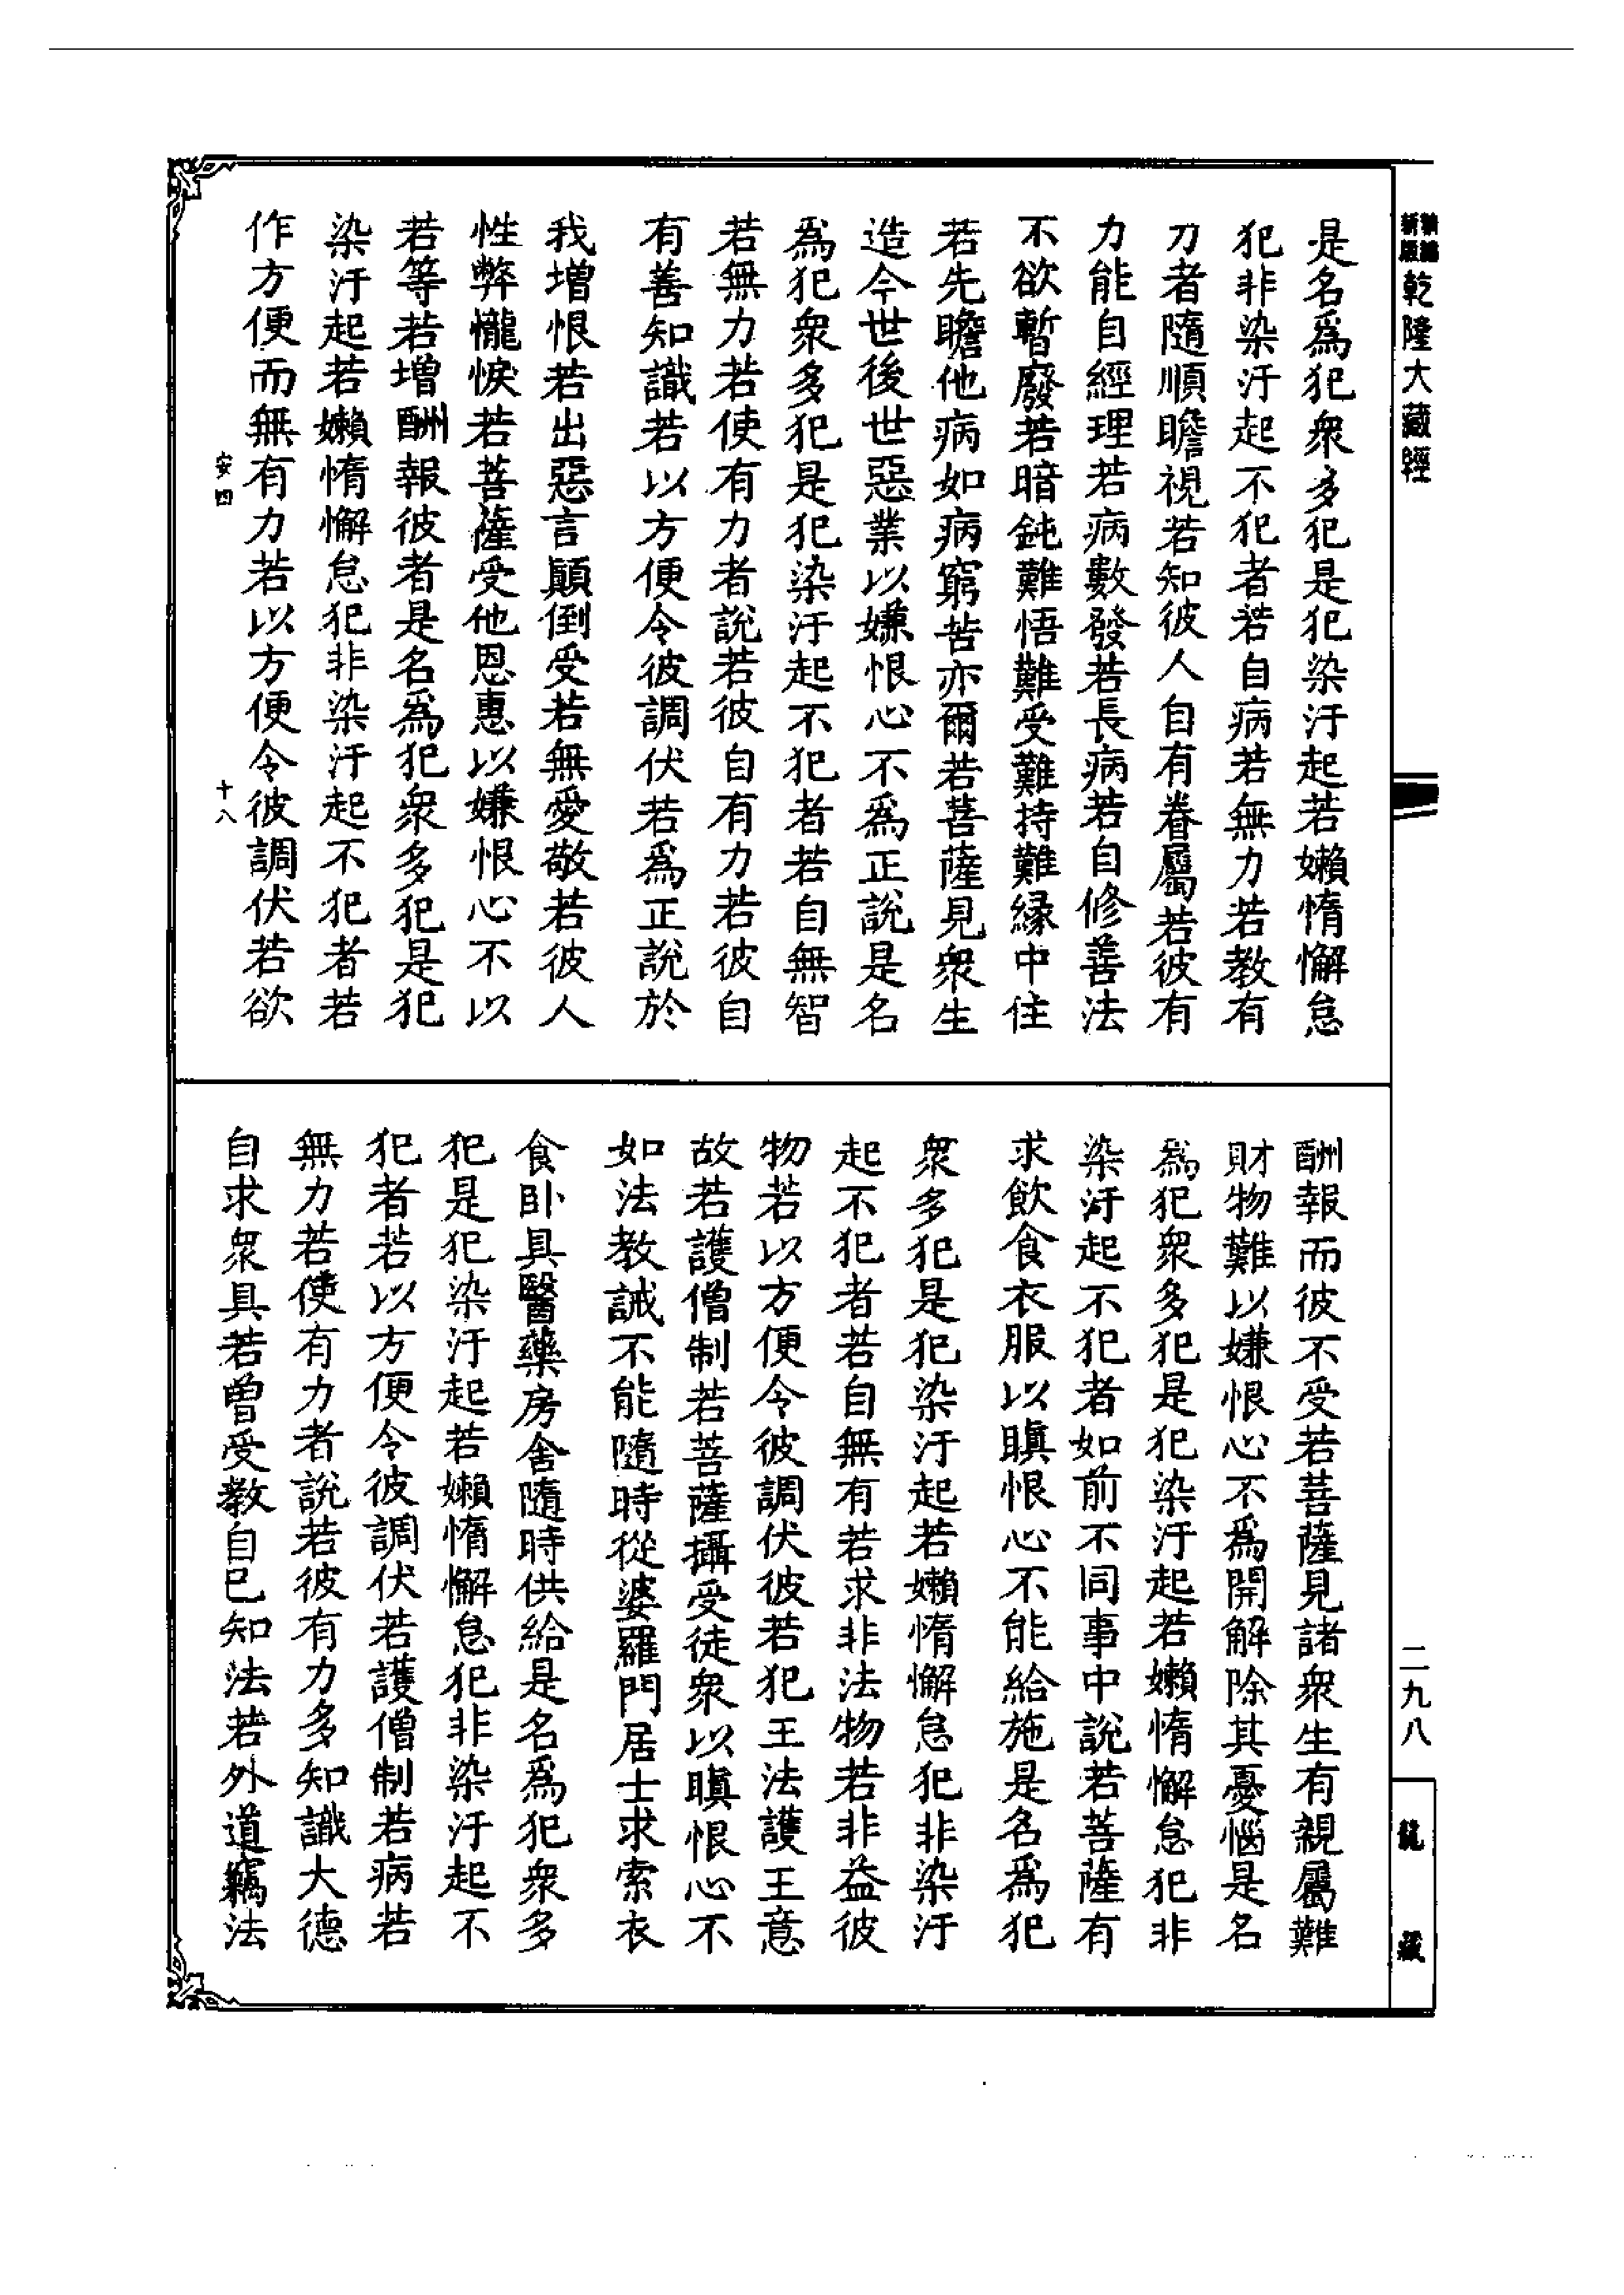 新編
新版
乾隆大藏經
是名爲犯衆多犯是犯染汙起若嬾惰懈怠
犯非染汙起不犯者若自病若無力若教有
力者隨順瞻視若知彼人自有眷屬若彼有
力能自經理若病數發若長病若自修善法
不欲暫廢若暗鈍難悟難受難持難緣中住
若先瞻他病如病窮苦亦爾若菩薩見衆生
造今世後世惡業以嫌恨心不爲正說是名
爲犯衆多犯是犯染汙起不犯者若自無智
若無力若使有力者說若彼自有力若彼自
有善知識若以方便令彼調伏若爲正說於
我增恨若出惡言顛倒受若無愛敬若彼人
性弊𢤱悷若菩薩受他恩惠以嫌恨心不以
若等若增酬報彼者是名爲犯衆多犯是犯
染汙起若嬾惰懈怠犯非染汙起不犯者若
作方便而無有力若以方便令彼調伏若欲
安四 十八
酬報而彼不受若菩薩見諸衆生有親屬難
財物難以嫌恨心不爲開解除其憂惱是名
爲犯衆多犯是犯染汙起若嬾惰懈怠犯非
染汙起不犯者如前不同事中說若菩薩有
求飲食衣服以瞋恨心不能給施是名爲犯
衆多犯是犯染汙起若嬾惰懈怠犯非染汙
起不犯者若自無有若求非法物若非益彼
物若以方便令彼調伏彼若犯王法護王意
故若護僧制若菩薩攝受徒衆以瞋恨心不
如法教誡不能隨時從婆羅門居士求索衣
食卧具醫藥房舍隨時供給是名爲犯衆多
犯是犯染汙起若嬾惰懈怠犯非染汙起不
犯者若以方便令彼調伏若護僧制若病若
無力若使有力者說若彼有力多知識大德
自求衆具若曾受教自已知法若外道竊法
二九八
龍藏